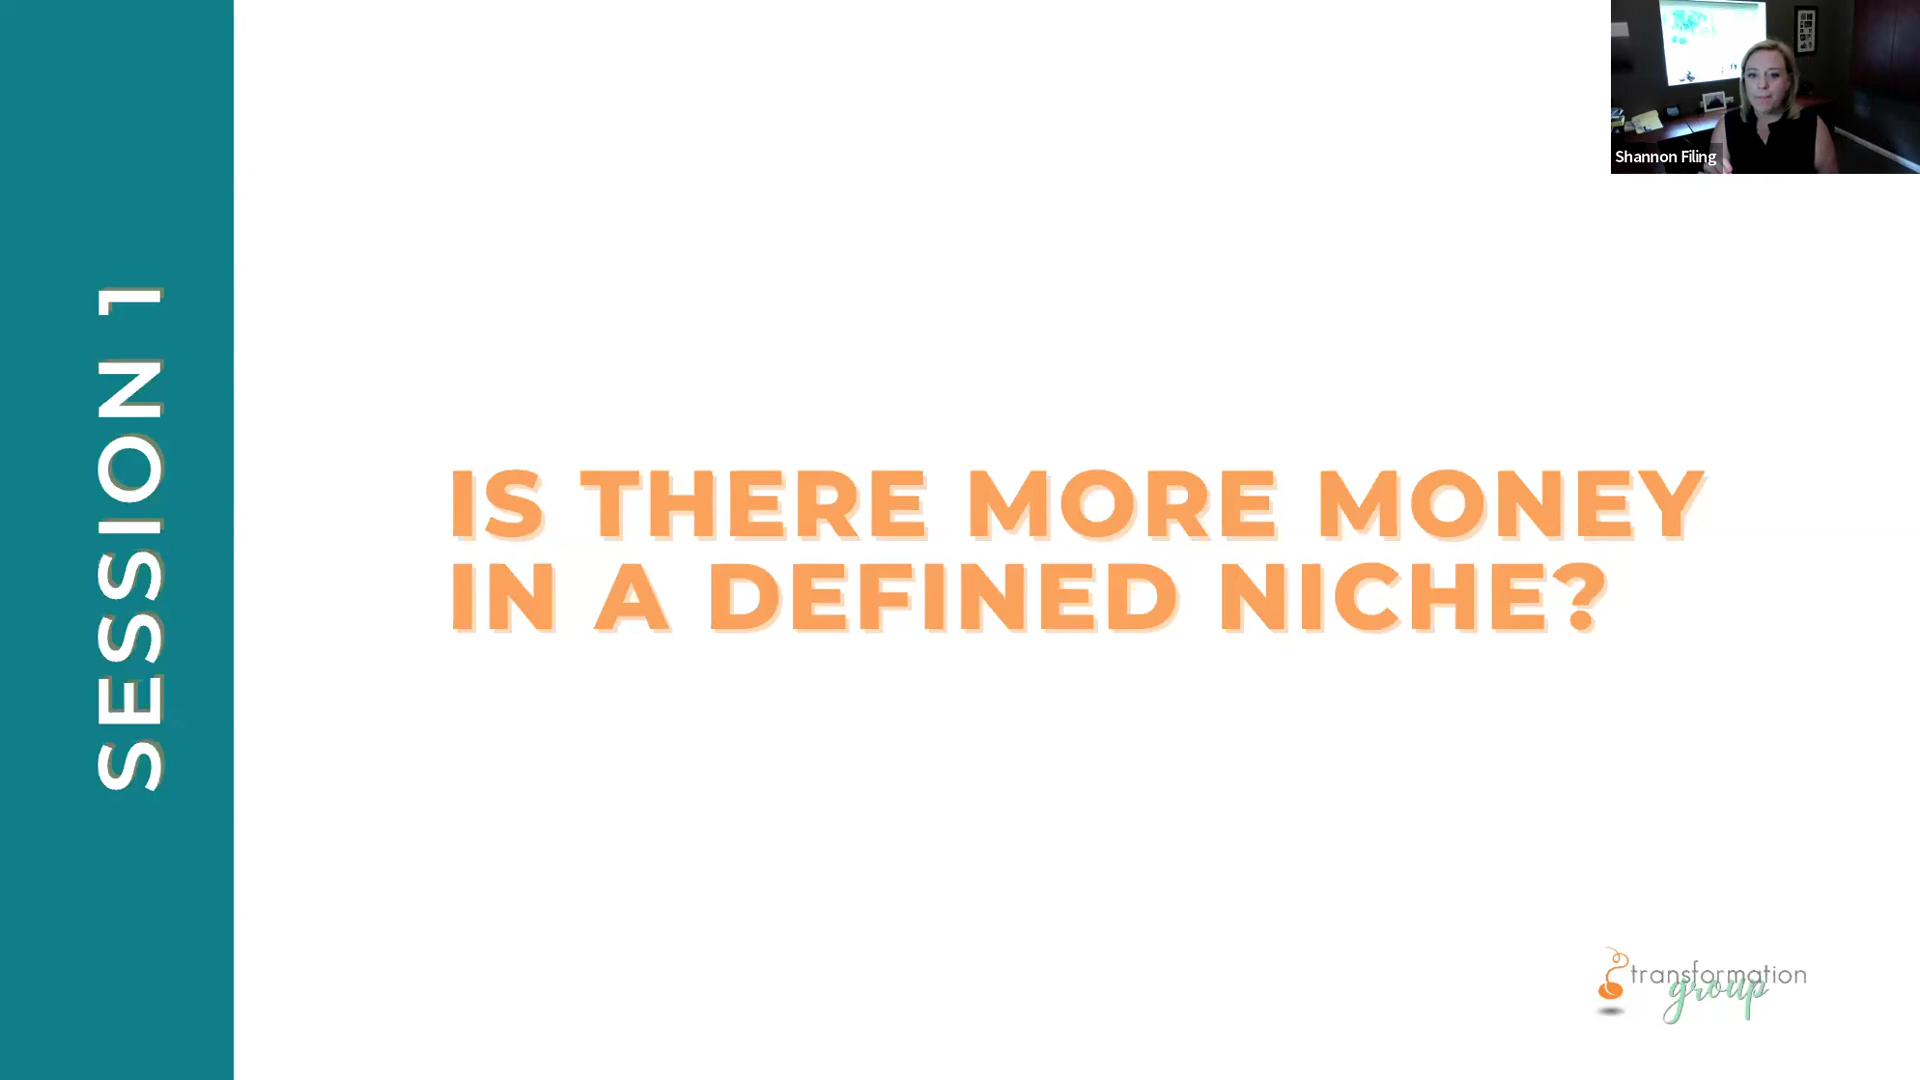 SESSION 1
Shannon Filing
IS THERE MORE MONEY
IN A DEFINED NICHE?
transformation
group